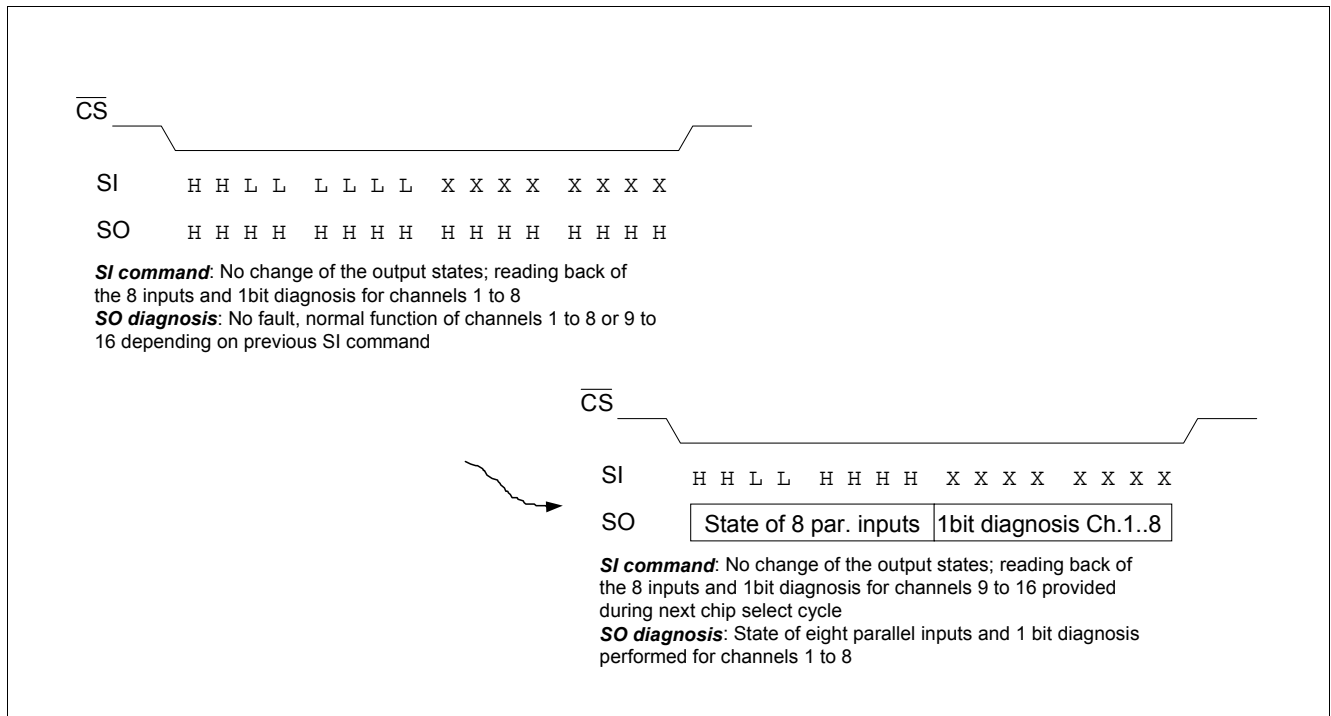 CS
SI H H L L L L L L X X X X X X X X
SO H H H H H H H H H H H H H H H H
SI command: No change of the output states; reading back of
the 8 inputs and 1bit diagnosis for channels 1 to 8
SO diagnosis: No fault, normal function of channels 1 to 8 or 9 to
16 depending on previous SI command
CS
SI H H L L H H H H X X X X X X X X
SO State of 8 par. inputs 1bit diagnosis Ch.1..8
SI command: No change of the output states; reading back of
the 8 inputs and 1bit diagnosis for channels 9 to 16 provided
during next chip select cycle
SO diagnosis: State of eight parallel inputs and 1 bit diagnosis
performed for channels 1 to 8